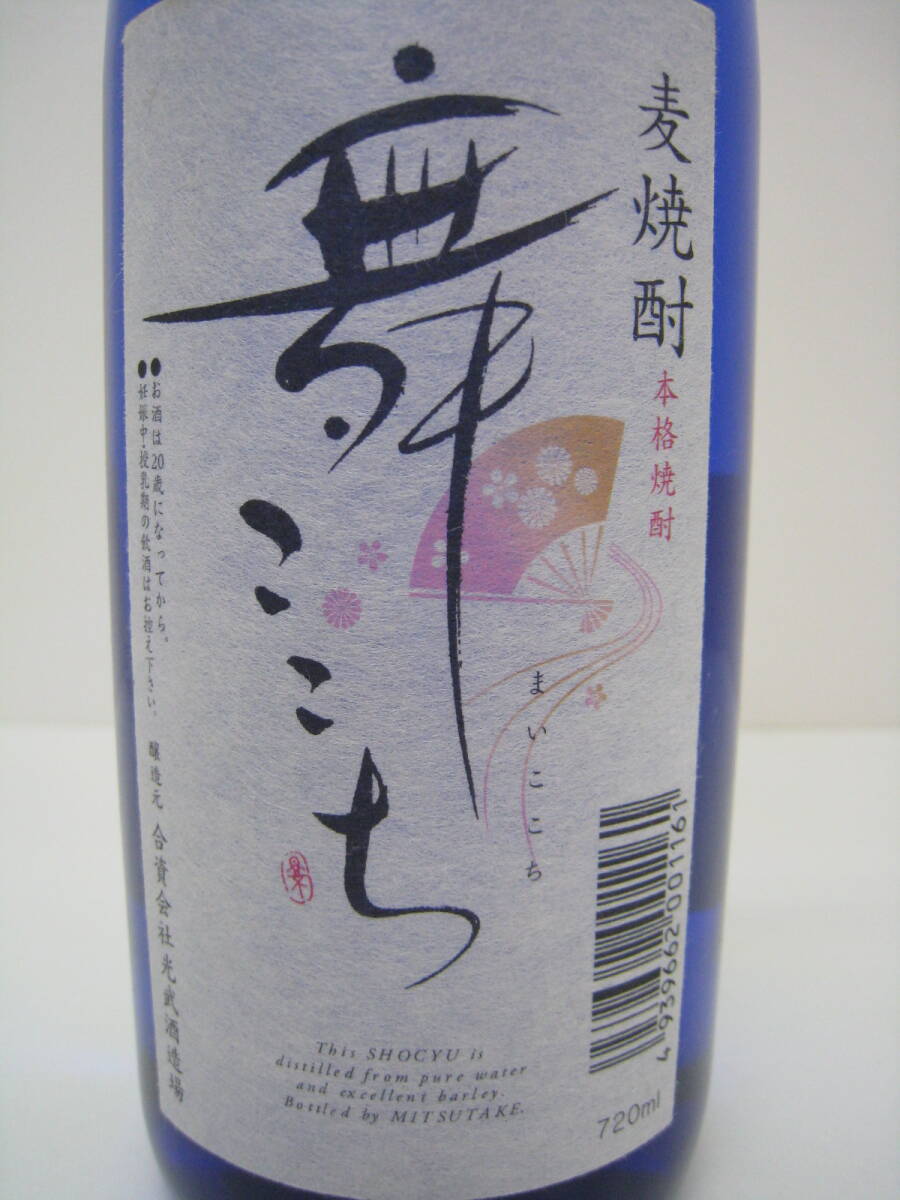 麦焼酎
本格焼酎
舞ここち
まいここち
●お酒は20歳になってから。
●妊娠中・授乳期の飲酒はお控え下さい。
醸造元 合資会社光武酒造場
This SHOCYU is
distilled from pure water
and excellent barley.
Bottled by MITSUTAKE.
4939662001161
720ml